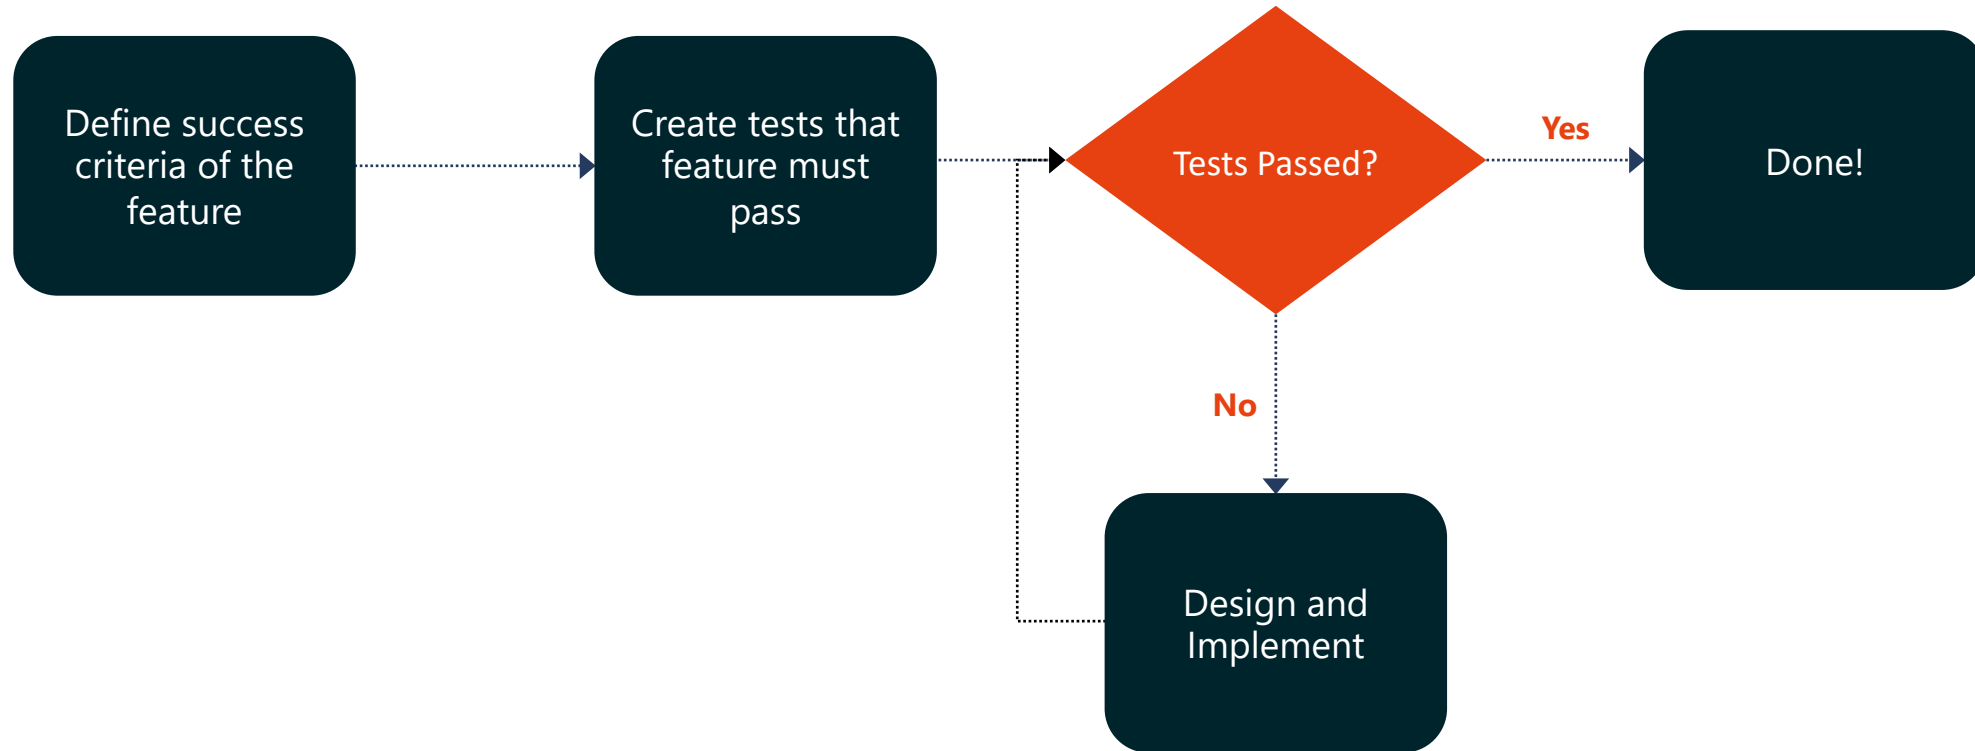 Define success
criteria of the
feature
Create tests that
feature must
pass
Tests Passed?
Yes
Done!
No
Design and
Implement